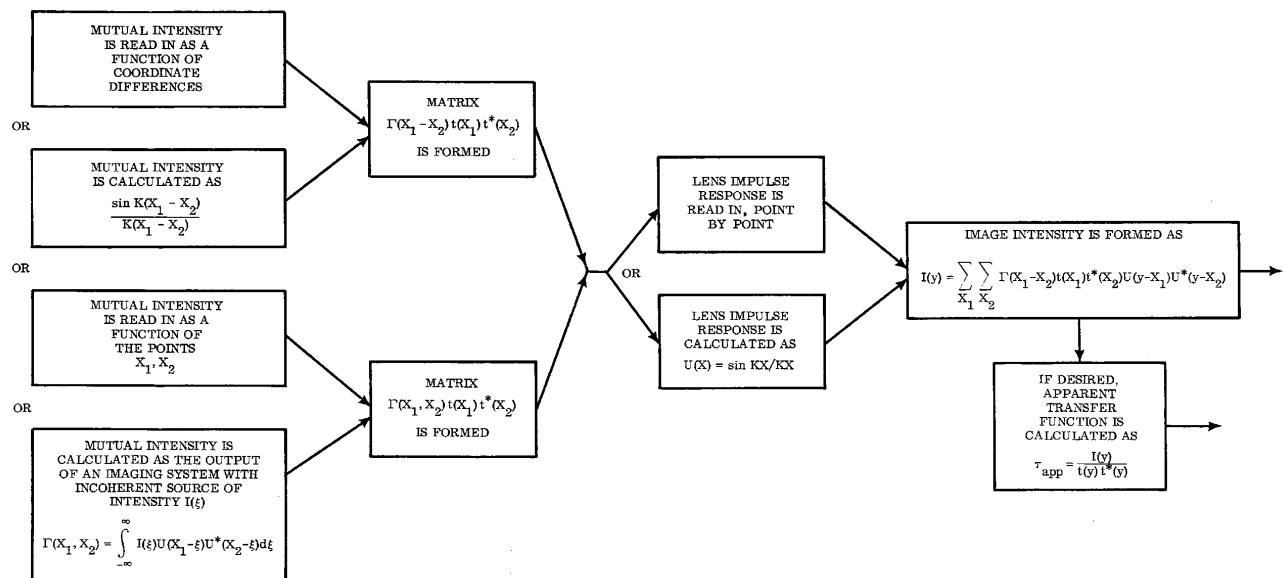 MUTUAL INTENSITY
IS READ IN AS A
FUNCTION OF
COORDINATE
DIFFERENCES
OR
MUTUAL INTENSITY
IS CALCULATED AS
sin K(X₁ - X₂)
K(X₁ - X₂)
OR
MUTUAL INTENSITY
IS READ IN AS A
FUNCTION OF
THE POINTS
X₁, X₂
OR
MUTUAL INTENSITY IS
CALCULATED AS THE OUTPUT
OF AN IMAGING SYSTEM WITH
INCOHERENT SOURCE OF
INTENSITY I(ξ)
Γ(X₁, X₂) = ∫_{-∞}^{∞} I(ξ)U(X₁-ξ)U*(X₂-ξ)dξ
MATRIX
Γ(X₁-X₂)t(X₁)t*(X₂)
IS FORMED
MATRIX
Γ(X₁, X₂)t(X₁)t*(X₂)
IS FORMED
LENS IMPULSE
RESPONSE IS
READ IN, POINT
BY POINT
OR
LENS IMPULSE
RESPONSE IS
CALCULATED AS
U(X) = sin KX/KX
IMAGE INTENSITY IS FORMED AS
I(y) = ∑_{X₁} ∑_{X₂} Γ(X₁-X₂)t(X₁)t*(X₂)U(y-X₁)U*(y-X₂)
IF DESIRED,
APPARENT
TRANSFER
FUNCTION IS
CALCULATED AS
τ_app = I(y)
t(y) t*(y)